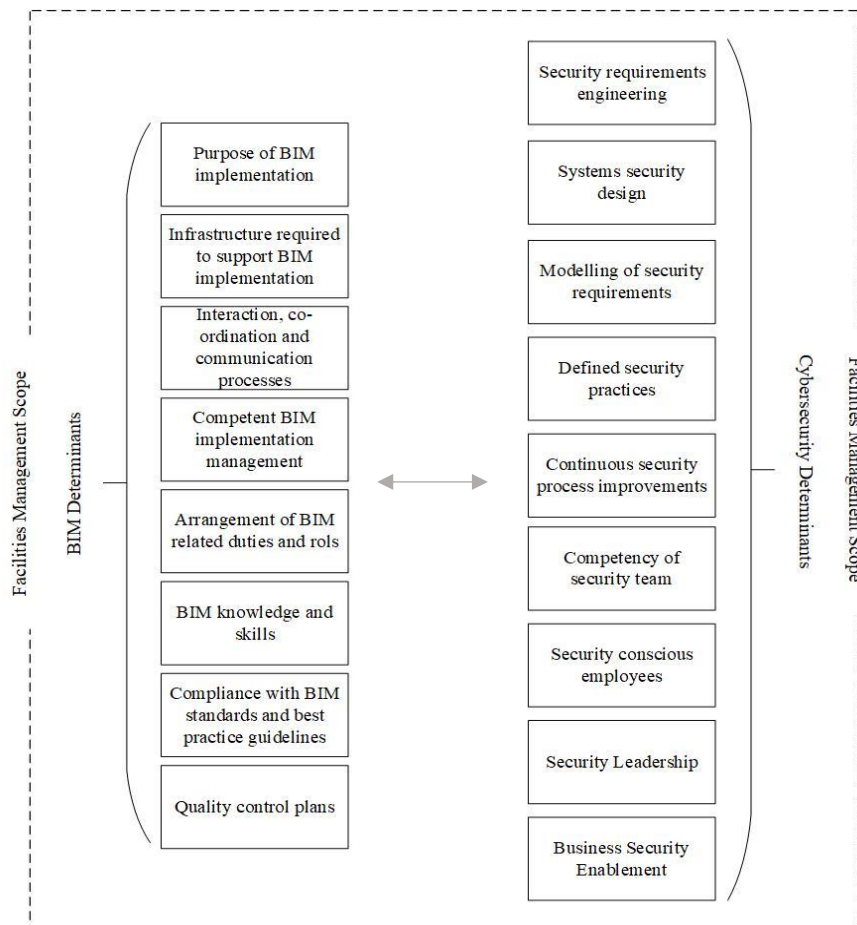 Facilities Management Scope
BIM Determinants
Purpose of BIM
implementation
Infrastructure required
to support BIM
implementation
Interaction, co-
ordination and
communication
processes
Competent BIM
implementation
management
Arrangement of BIM
related duties and rols
BIM knowledge and
skills
Compliance with BIM
standards and best
practice guidelines
Quality control plans
Security requirements
engineering
Systems security
design
Modelling of security
requirements
Defined security
practices
Continuous security
process improvements
Competency of
security team
Security conscious
employees
Security Leadership
Business Security
Enablement
Cybersecurity Determinants
Facilities Management Scope